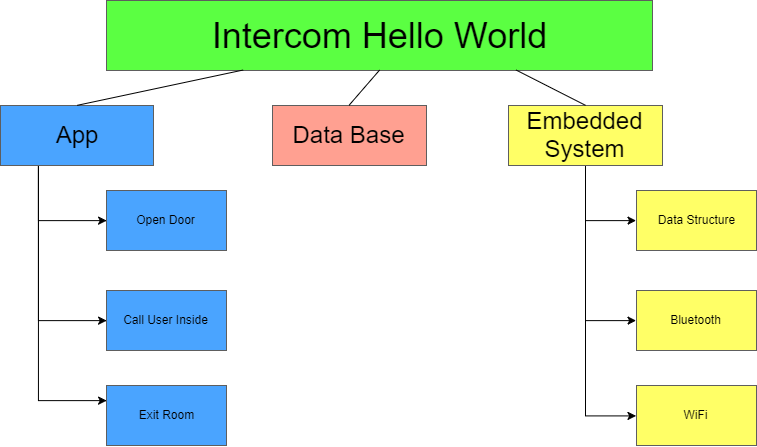 Intercom Hello World
App
Data Base
Embedded
System
Open Door
Call User Inside
Exit Room
Data Structure
Bluetooth
WiFi